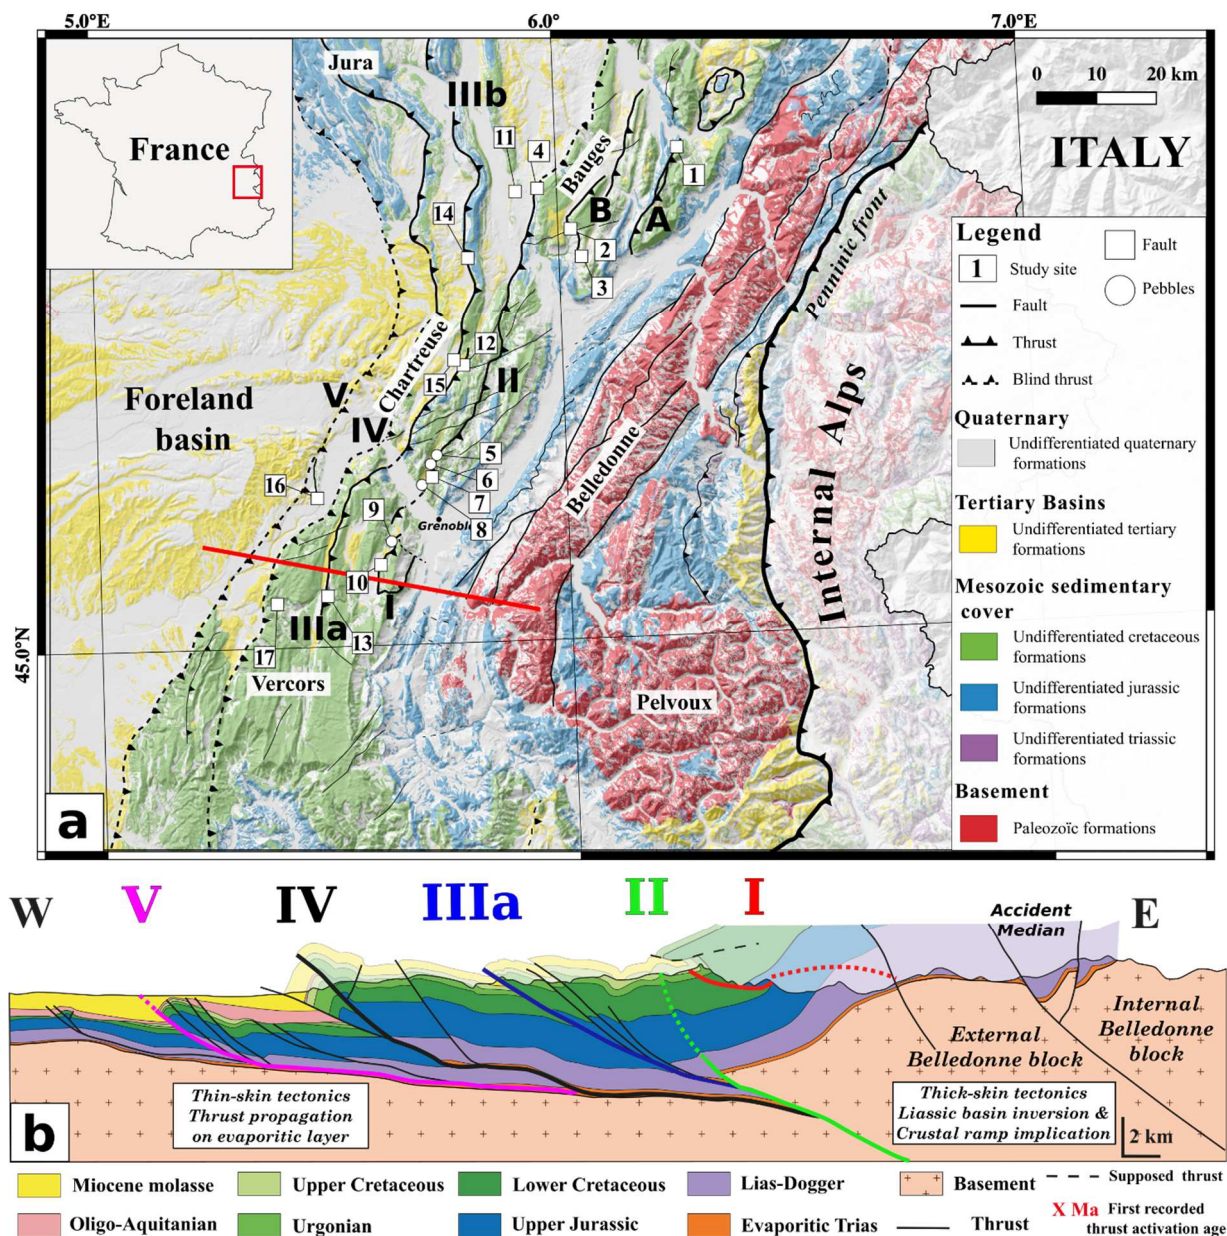 5.0°E
6.0°E
7.0°E
45.0°N
France
Jura
IIIb
11
4
Bauges
1
B
A
2
3
14
0 10 20 km
ITALY
Penninic front
Legend
1 Study site
Fault
Thrust
Blind thrust
Fault
Pebbles
Quaternary
Undifferentiated quaternary
formations
Tertiary Basins
Undifferentiated tertiary
formations
Mesozoic sedimentary
cover
Undifferentiated cretaceous
formations
Undifferentiated jurassic
formations
Undifferentiated triassic
formations
Basement
Paleozoïc formations
Foreland
basin
Chartreuse
12
15
II
V
IV
5
6
7
8
16
9
Grenoble
10
I
IIIa
13
17
Vercors
Belledonne
Pelvoux
Internal Alps
a
W
V
IV
IIIa
II
I
Accident
Median
E
External
Belledonne block
Internal
Belledonne
block
Thin-skin tectonics
Thrust propagation
on evaporitic layer
Thick-skin tectonics
Liassic basin inversion &
Crustal ramp implication
2 km
b
Miocene molasse
Upper Cretaceous
Lower Cretaceous
Lias-Dogger
Basement
Supposed thrust
Oligo-Aquitanian
Urgonian
Upper Jurassic
Evaporitic Trias
Thrust
X Ma First recorded
thrust activation age